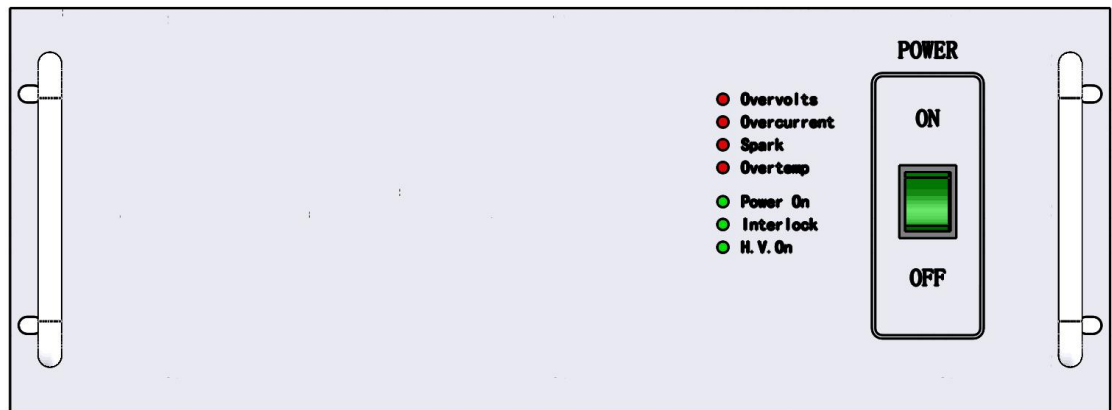 POWER
Overvolts
Overcurrent
Spark
Overtemp
Power On
Interlock
H.V.On
ON
OFF